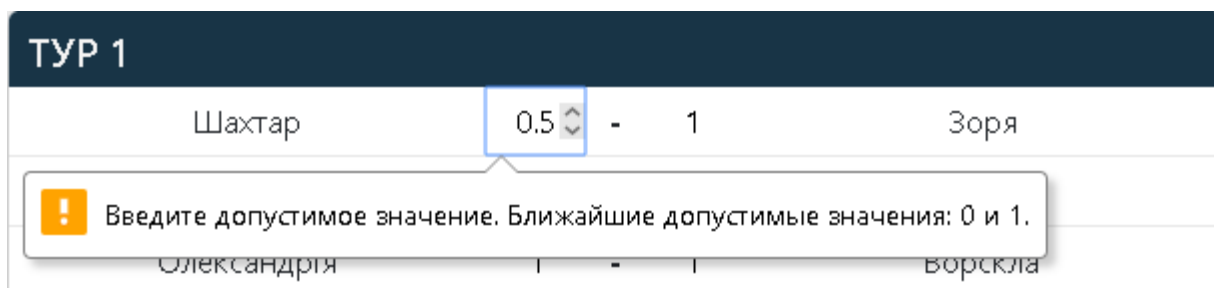 ТУР 1
Шахтар 0.5 - 1 Зоря
Введите допустимое значение. Ближайшие допустимые значения: 0 и 1.
Олександрія 1 - 1 Ворскла